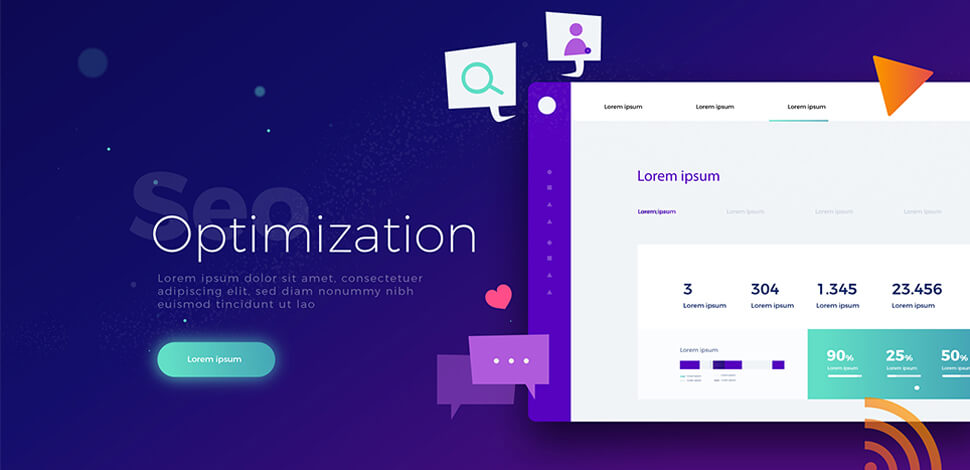 Seo
Optimization
Lorem ipsum dolor sit amet, consectetuer
adipiscing elit, sed diam nonummy nibh
euismod tincidunt ut lao
Lorem ipsum
Lorem ipsum Lorem ipsum Lorem ipsum
Lorem ipsum
Lorem ipsum Lorem ipsum Lorem ipsum Lorem ipsum
3 304 1.345 23.456
Lorem ipsum Lorem ipsum Lorem ipsum Lorem ipsum
Lorem ipsum
90% 25% 50%
Lorem ipsum Lorem ipsum Lorem ipsum